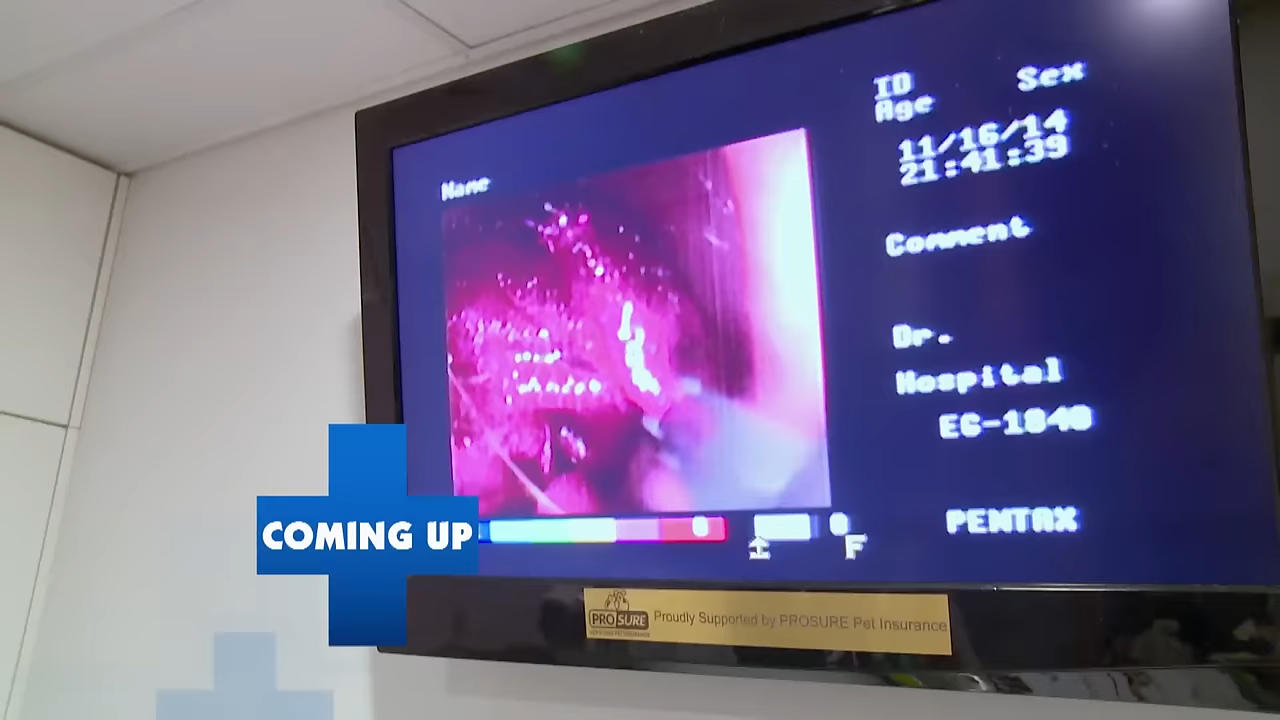 Name
ID Sex
Age
11/16/14
21:41:39
Comment
Dr.
Hospital
EG-1840
PENTAX
F
COMING UP
PROSURE
Proudly Supported by PROSURE Pet Insurance